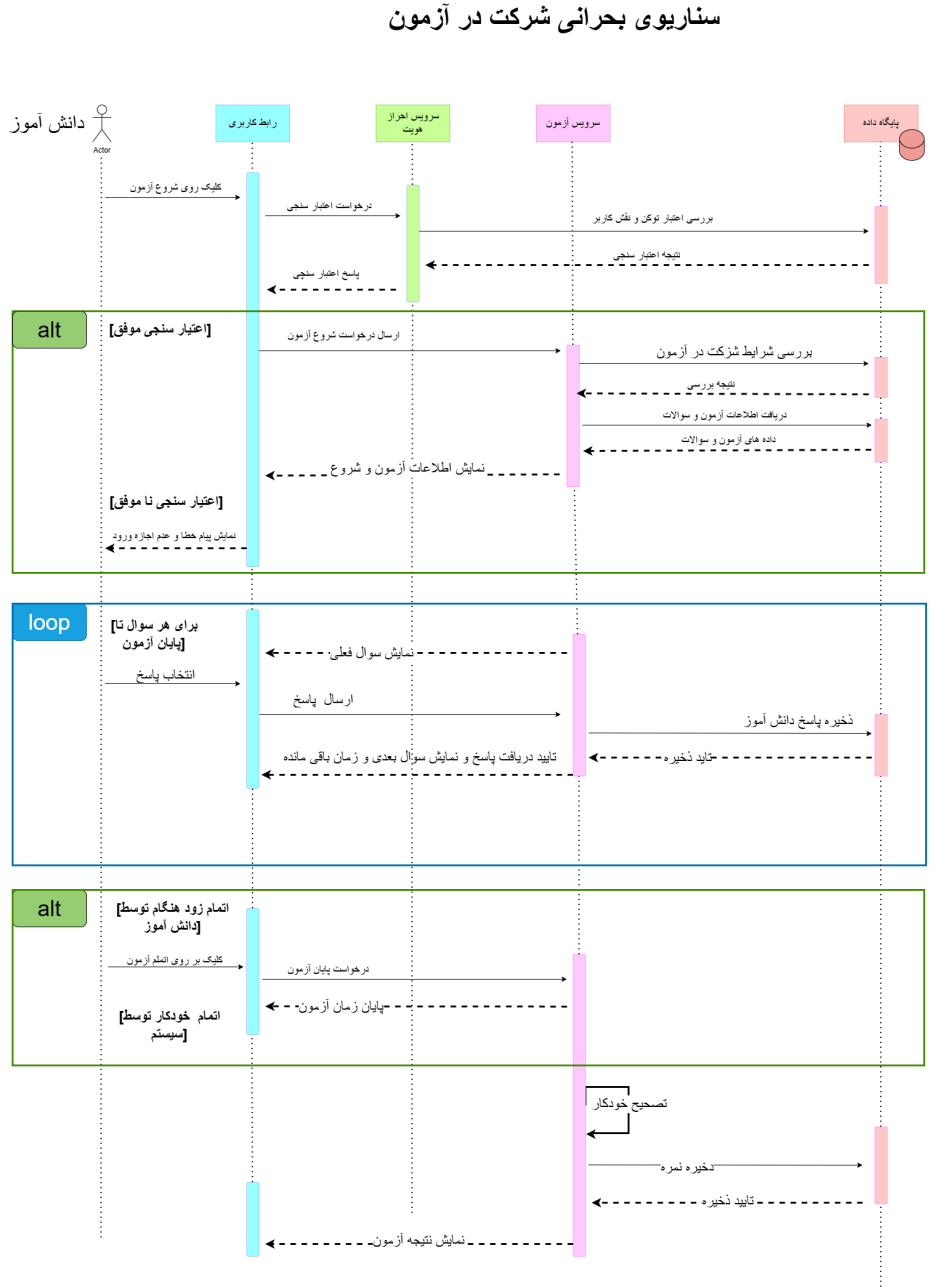 سناریوی بحرانی شرکت در آزمون
دانش آموز
Actor
رابط کاربری
سرویس احراز
هویت
سرویس آزمون
پایگاه داده
کلیک روی شروع آزمون
درخواست اعتبار سنجی
بررسی اعتبار توکن و نقش کاربر
نتیجه اعتبار سنجی
پاسخ اعتبار سنجی
alt
[اعتبار سنجی موفق]
ارسال درخواست شروع آزمون
بررسی شرایط شزکت در آزمون
نتیجه بررسی
دریافت اطلاعات آزمون و سوالات
داده های آزمون و سوالات
نمایش اطلاعات آزمون و شروع
[اعتیار سنجی نا موفق]
نمایش پیام خطا و عدم اجازه ورود
loop
[برای هر سوال تا
پایان آزمون]
نمایش سوال فعلی
انتخاب پاسخ
ارسال پاسخ
ذخیره پاسخ دانش آموز
تاید ذخیره
تایید دریافت پاسخ و نمایش سوال بعدی و زمان باقی مانده
alt
[اتمام زود هنگام توسط
دانش آموز]
کلیک بر روی اتملم آزمون
درخواست پایان آزمون
پایان زمان آزمون
[اتمام خودکار توسط
سیستم]
تصحیح خودکار
دخیره نمره
تایید ذخیره
نمایش نتیجه آزمون